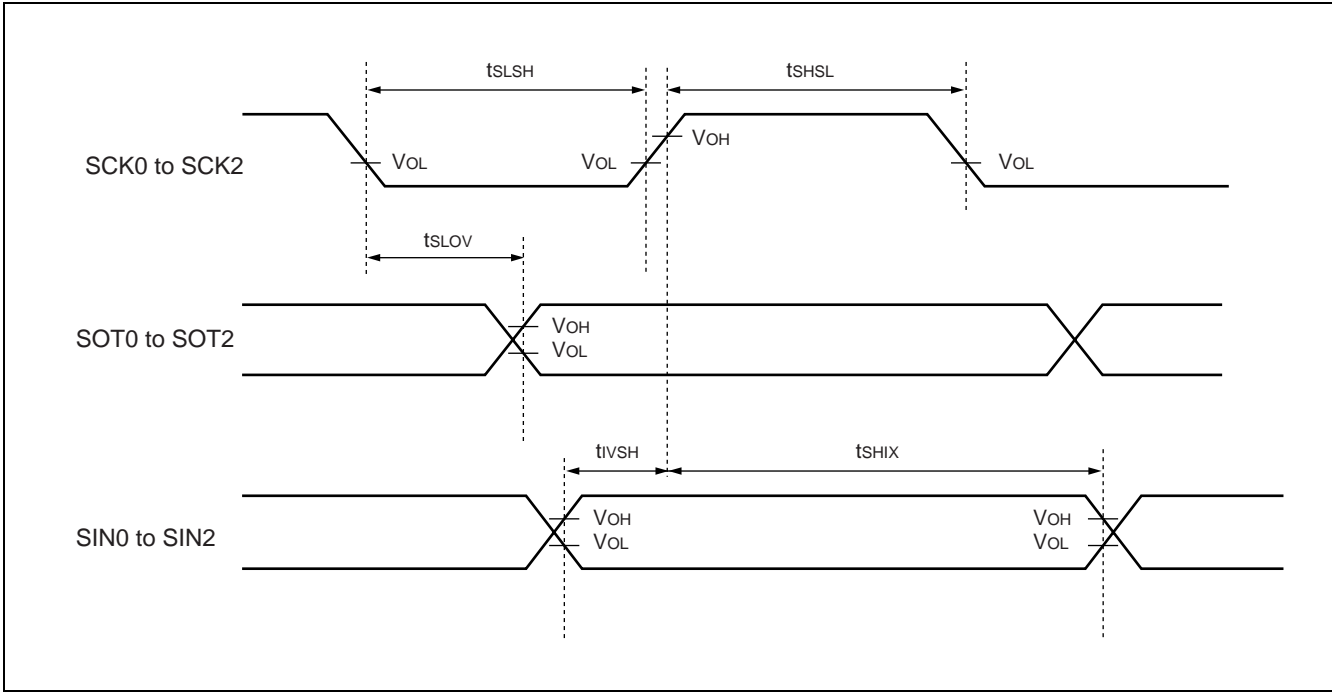 tSLSH
tSHSL
SCK0 to SCK2
VOL
VOL
VOH
VOL
tSLOV
SOT0 to SOT2
VOH
VOL
tIVSH
tSHIX
SIN0 to SIN2
VOH
VOL
VOH
VOL